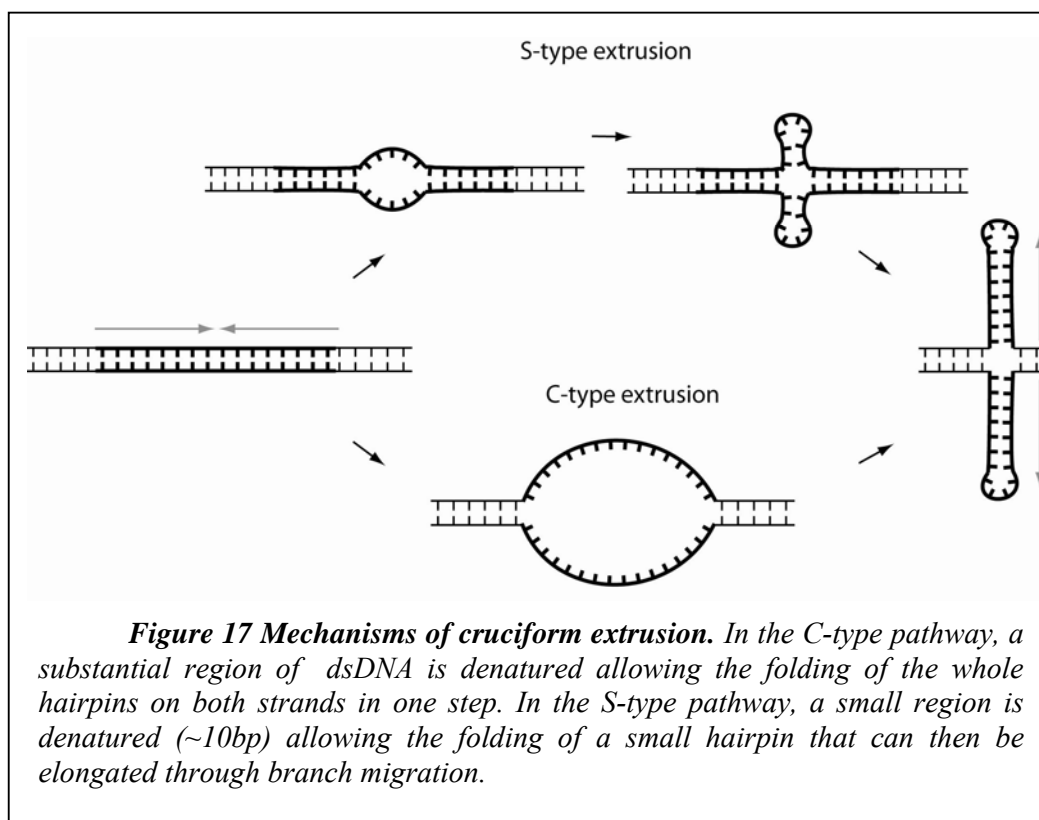 S-type extrusion
C-type extrusion
Figure 17 Mechanisms of cruciform extrusion. In the C-type pathway, a
substantial region of dsDNA is denatured allowing the folding of the whole
hairpins on both strands in one step. In the S-type pathway, a small region is
denatured (~10bp) allowing the folding of a small hairpin that can then be
elongated through branch migration.